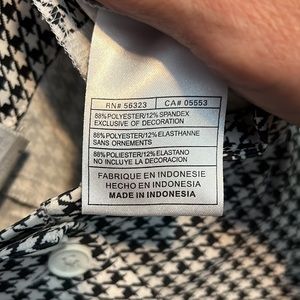 RN# 56323 CA# 05553
88% POLYESTER/12% SPANDEX
EXCLUSIVE OF DECORATION
88% POLYESTER/12% ELASTHANNE
SANS ORNEMENTS
88% POLIESTER/12% ELASTANO
NO INCLUYE LA DECORACION
FABRIQUE EN INDONESIE
HECHO EN INDONESIA
MADE IN INDONESIA